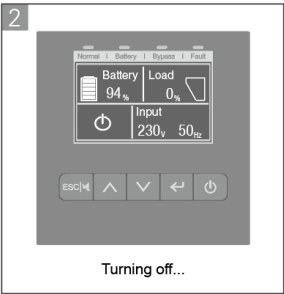 2
Normal | Battery | Bypass | Fault
Battery Load
94% 0%
Input
230V 50Hz
ESC
Turning off...